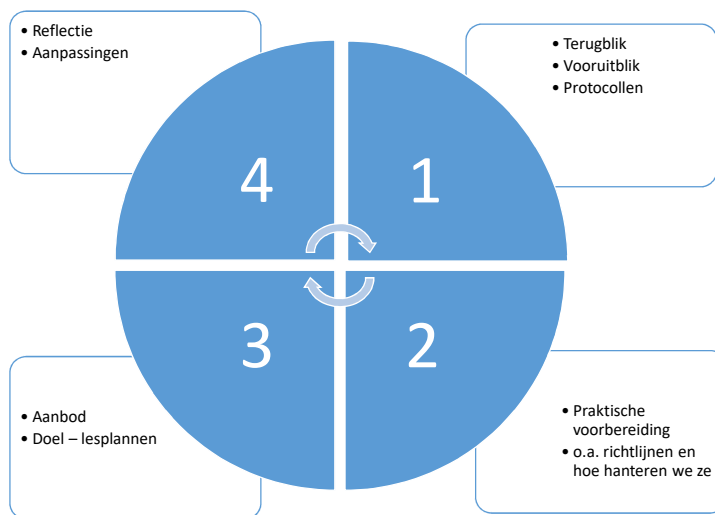 • Reflectie
• Aanpassingen
• Terugblik
• Vooruitblik
• Protocollen
4
1
3
2
• Aanbod
• Doel – lesplannen
• Praktische
voorbereiding
• o.a. richtlijnen en
hoe hanteren we ze